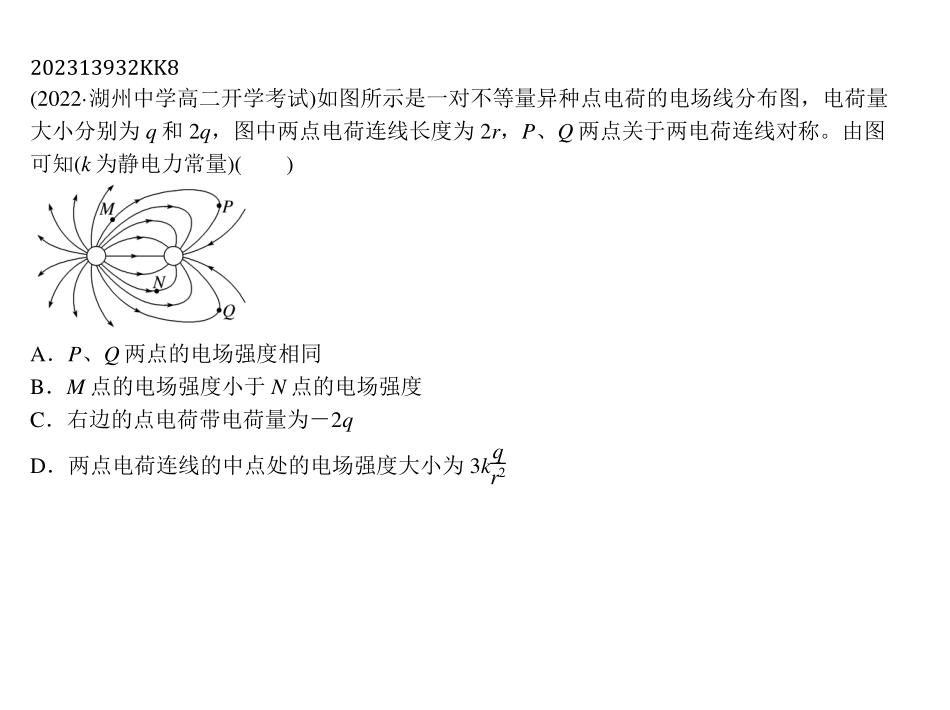 202313932KK8
(2022·湖州中学高二开学考试)如图所示是一对不等量异种点电荷的电场线分布图，电荷量
大小分别为 q 和 2q，图中两点电荷连线长度为 2r，P、Q 两点关于两电荷连线对称。由图
可知(k 为静电力常量)(　　)
M
P
N
Q
A．P、Q 两点的电场强度相同
B．M 点的电场强度小于 N 点的电场强度
C．右边的点电荷带电荷量为－2q
D．两点电荷连线的中点处的电场强度大小为 3k\frac{q}{r^2}